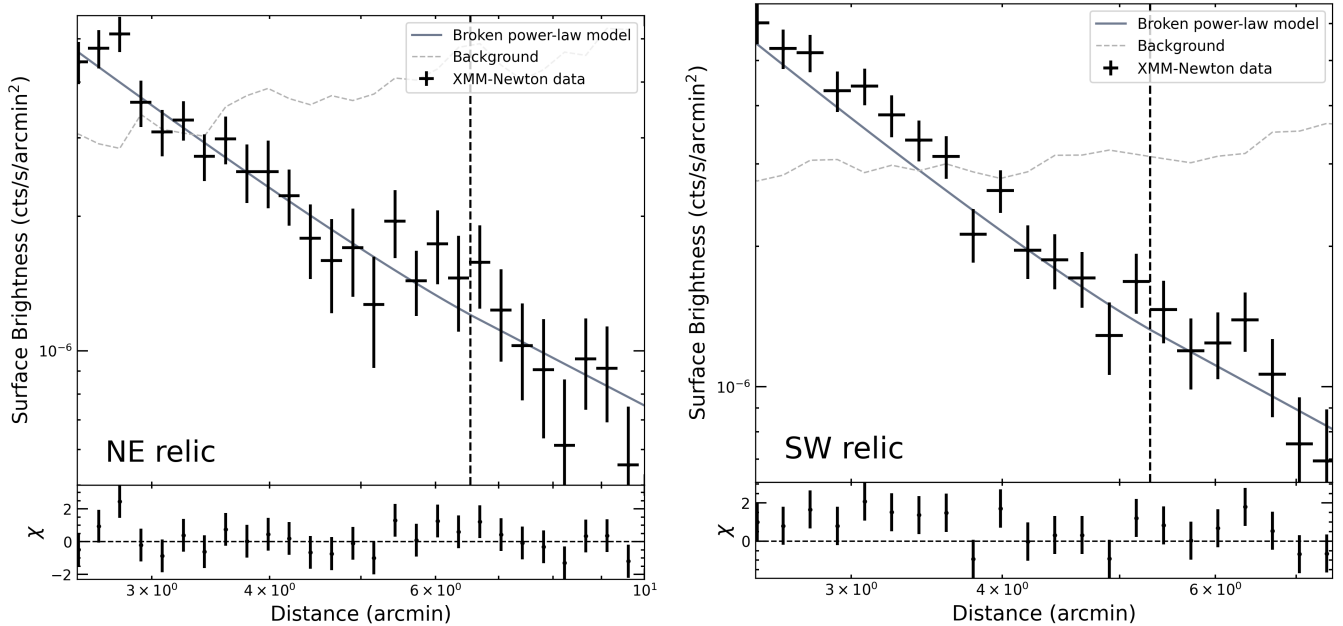 Surface Brightness (cts/s/arcmin²)
10⁻⁶
Broken power-law model
Background
XMM-Newton data
NE relic
χ
2
0
−2
3 × 10⁰
4 × 10⁰
6 × 10⁰
10¹
Distance (arcmin)
Surface Brightness (cts/s/arcmin²)
10⁻⁶
Broken power-law model
Background
XMM-Newton data
SW relic
χ
2
0
3 × 10⁰
4 × 10⁰
6 × 10⁰
Distance (arcmin)